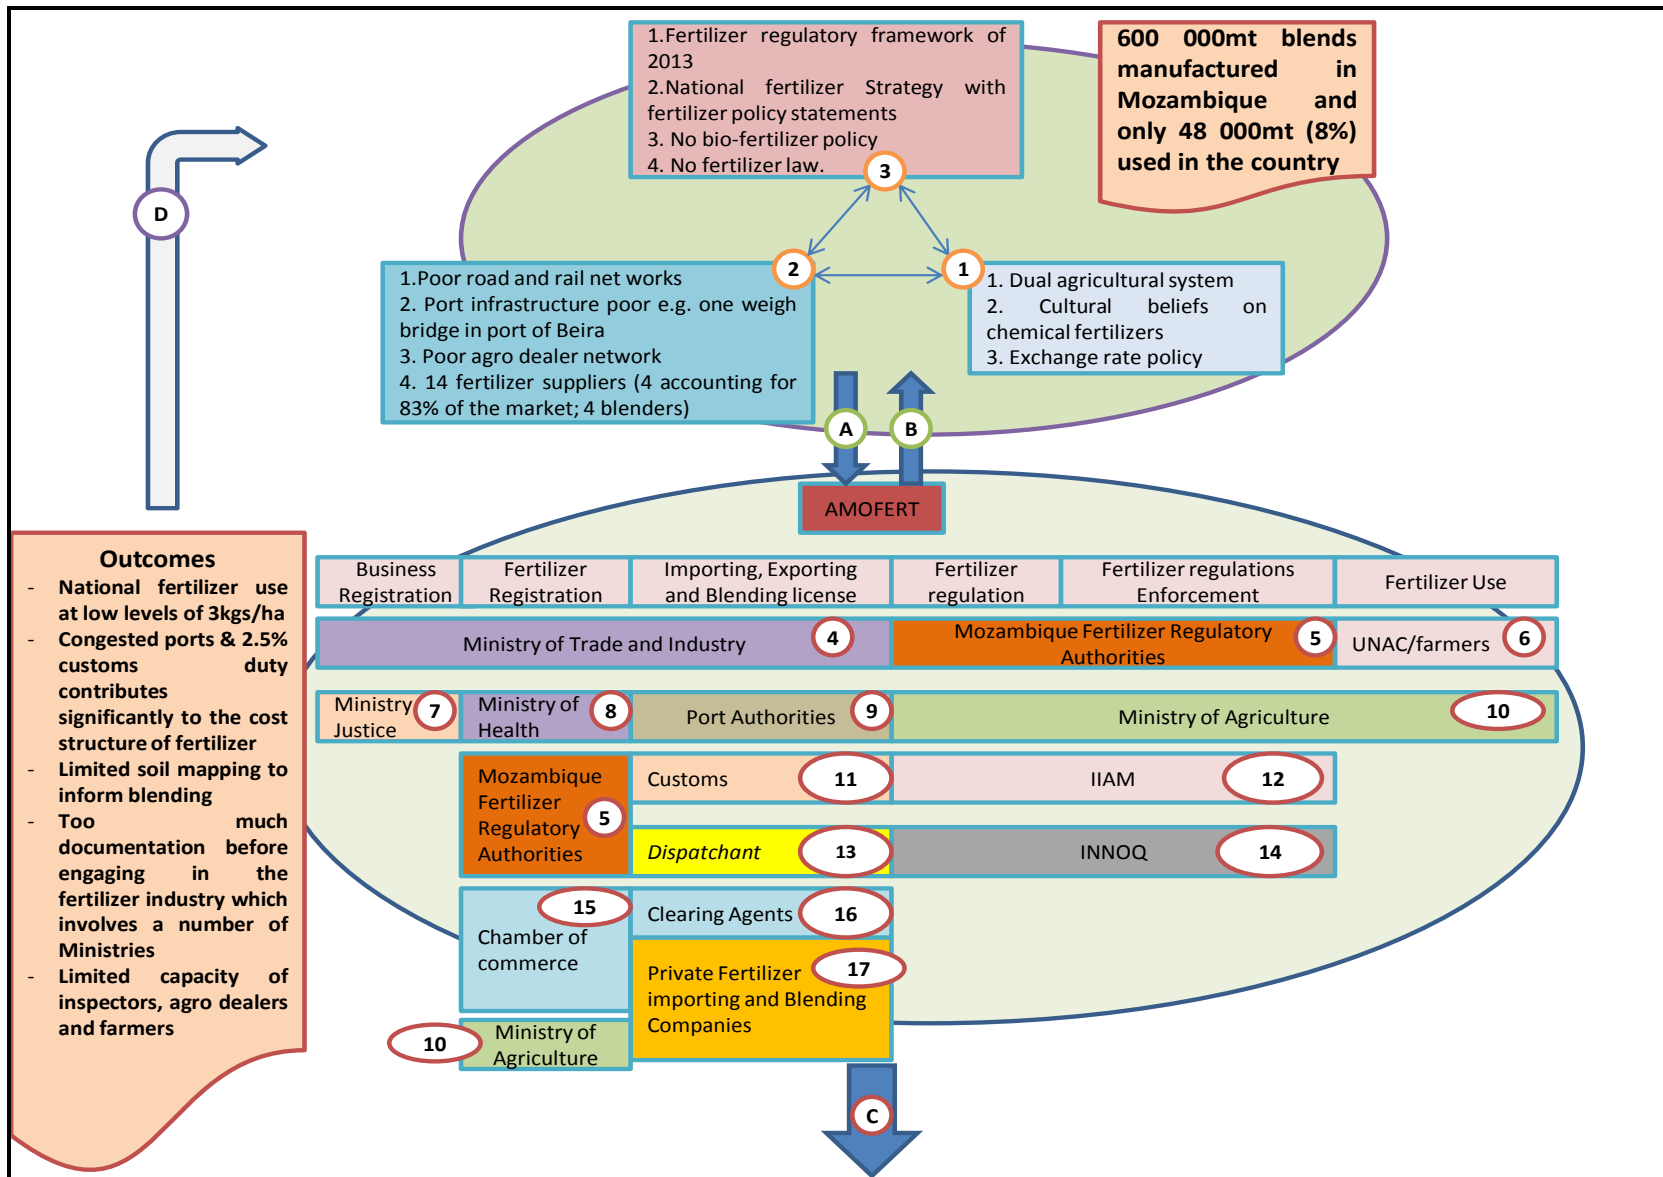 1.Fertilizer regulatory framework of
2013
2.National fertilizer Strategy with
fertilizer policy statements
3. No bio-fertilizer policy
4. No fertilizer law.
3
600 000mt blends
manufactured in
Mozambique and
only 48 000mt (8%)
used in the country
D
2
1
1.Poor road and rail net works
2. Port infrastructure poor e.g. one weigh
bridge in port of Beira
3. Poor agro dealer network
4. 14 fertilizer suppliers (4 accounting for
83% of the market; 4 blenders)
1. Dual agricultural system
2. Cultural beliefs on
chemical fertilizers
3. Exchange rate policy
A
B
AMOFERT
Outcomes
- National fertilizer use
at low levels of 3kgs/ha
- Congested ports & 2.5%
customs duty
contributes
significantly to the cost
structure of fertilizer
- Limited soil mapping to
inform blending
- Too much
documentation before
engaging in the
fertilizer industry which
involves a number of
Ministries
- Limited capacity of
inspectors, agro dealers
and farmers
Business
Registration
Fertilizer
Registration
Importing, Exporting
and Blending license
Fertilizer
regulation
Fertilizer regulations
Enforcement
Fertilizer Use
Ministry of Trade and Industry
4
Mozambique Fertilizer Regulatory
Authorities
5
UNAC/farmers
6
Ministry
Justice
7
Ministry of
Health
8
Port Authorities
9
Ministry of Agriculture
10
Mozambique
Fertilizer
Regulatory
Authorities
5
Customs
11
IIAM
12
Dispatchant
13
INNOQ
14
15
Chamber of
commerce
Clearing Agents
16
Private Fertilizer
importing and Blending
Companies
17
10
Ministry of
Agriculture
C